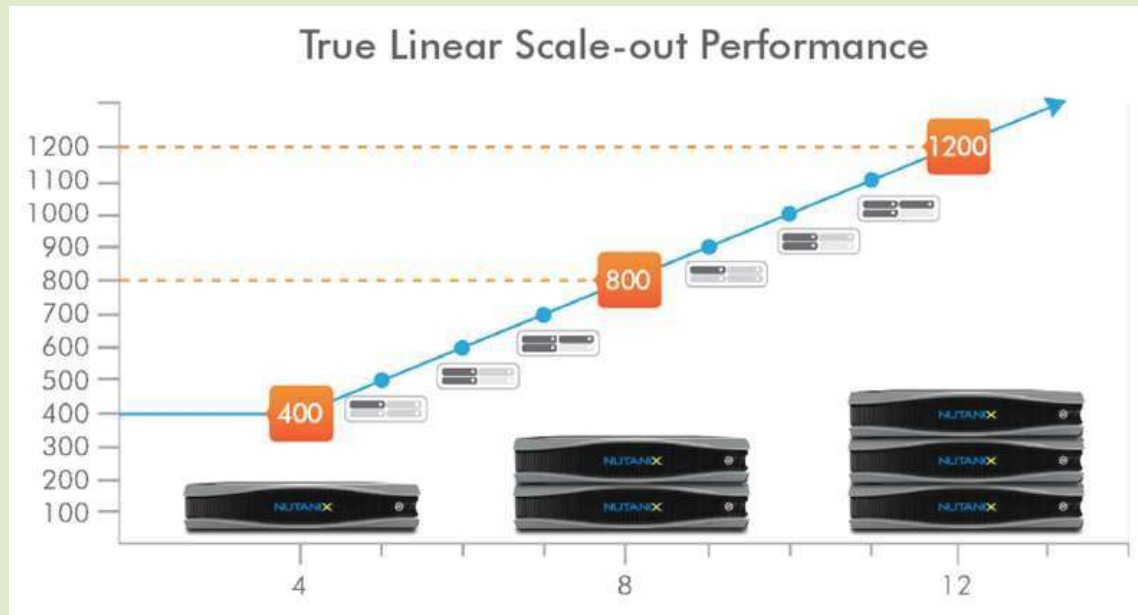 True Linear Scale-out Performance
1200
1100
1000
900
800
700
600
500
400
300
200
100
400
800
1200
NUTANIX
NUTANIX
NUTANIX
NUTANIX
NUTANIX
NUTANIX
4 8 12